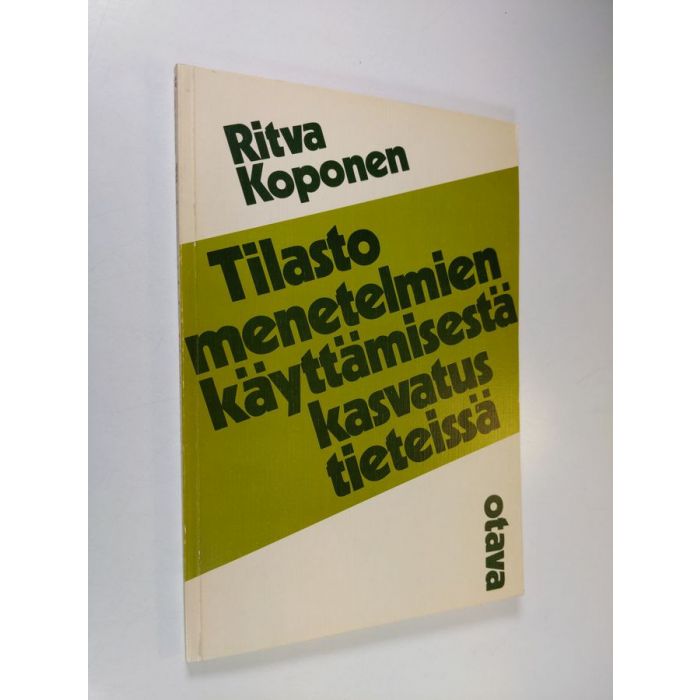 Ritva
Koponen
Tilasto
menetelmien
käyttämisestä
kasvatus
tieteissä
otava